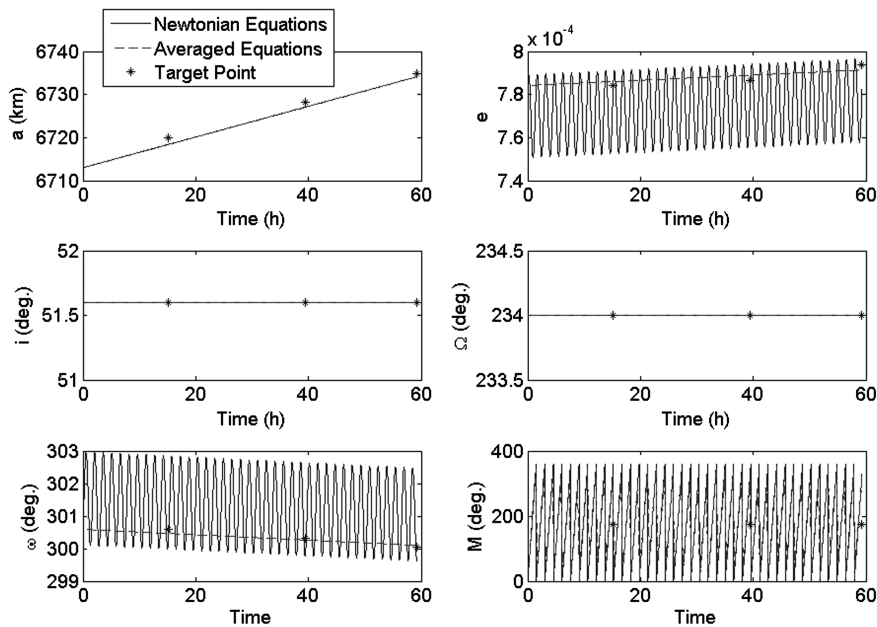 Newtonian Equations
Averaged Equations
Target Point
6740
6730
6720
6710
a (km)
0 20 40 60
Time (h)
x 10^-4
8
7.8
7.6
7.4
e
0 20 40 60
Time (h)
52
51.5
51
i (deg.)
0 20 40 60
Time (h)
234.5
234
233.5
Ω (deg.)
0 20 40 60
Time (h)
303
302
301
300
299
ω (deg.)
0 20 40 60
Time
400
200
0
M (deg.)
0 20 40 60
Time